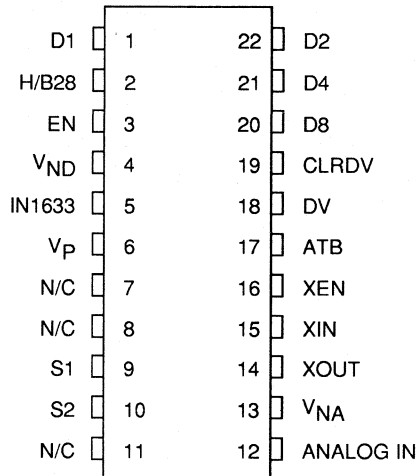 D1 1 22 D2
H/B28 2 21 D4
EN 3 20 D8
VND 4 19 CLRDV
IN1633 5 18 DV
VP 6 17 ATB
N/C 7 16 XEN
N/C 8 15 XIN
S1 9 14 XOUT
S2 10 13 VNA
N/C 11 12 ANALOG IN